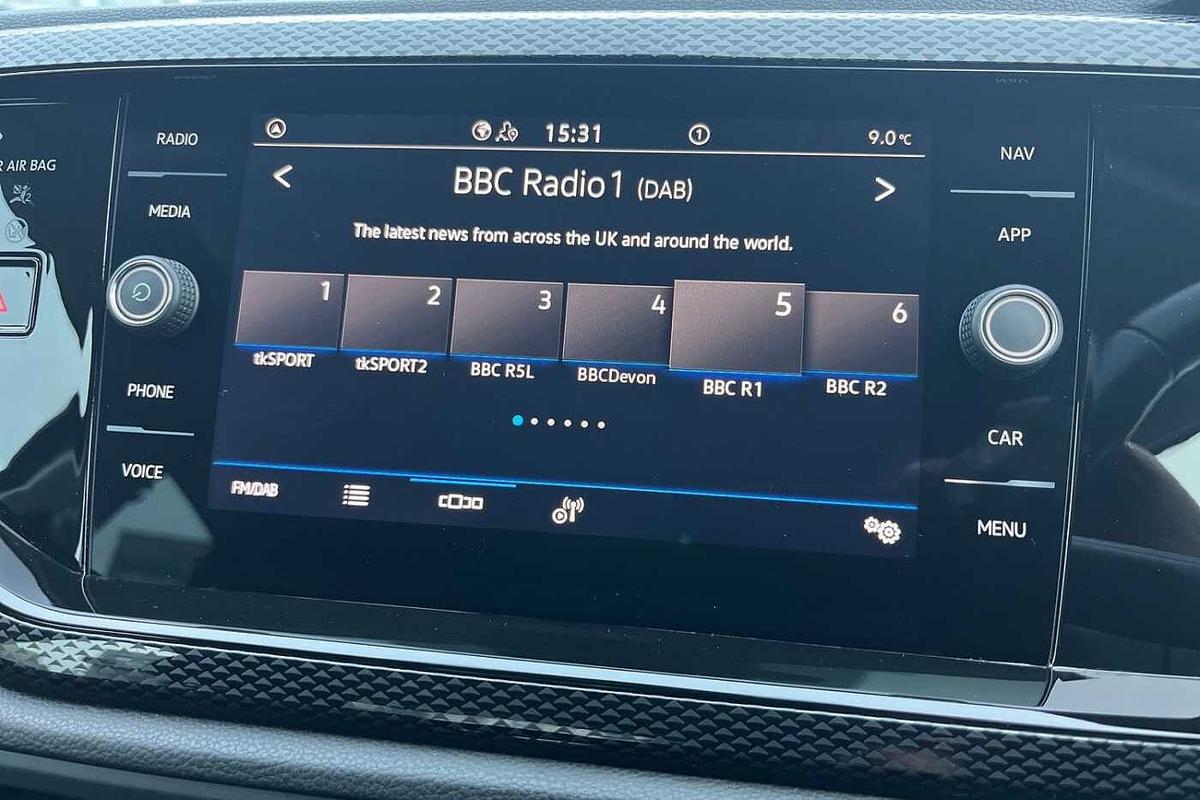 R AIR BAG
RADIO
MEDIA
PHONE
VOICE
15:31
1
9.0°C
BBC Radio1 (DAB)
The latest news from across the UK and around the world.
1 2 3 4 5 6
tkSPORT tkSPORT2 BBC R5L BBCDevon BBC R1 BBC R2
FM/DAB
NAV
APP
CAR
MENU